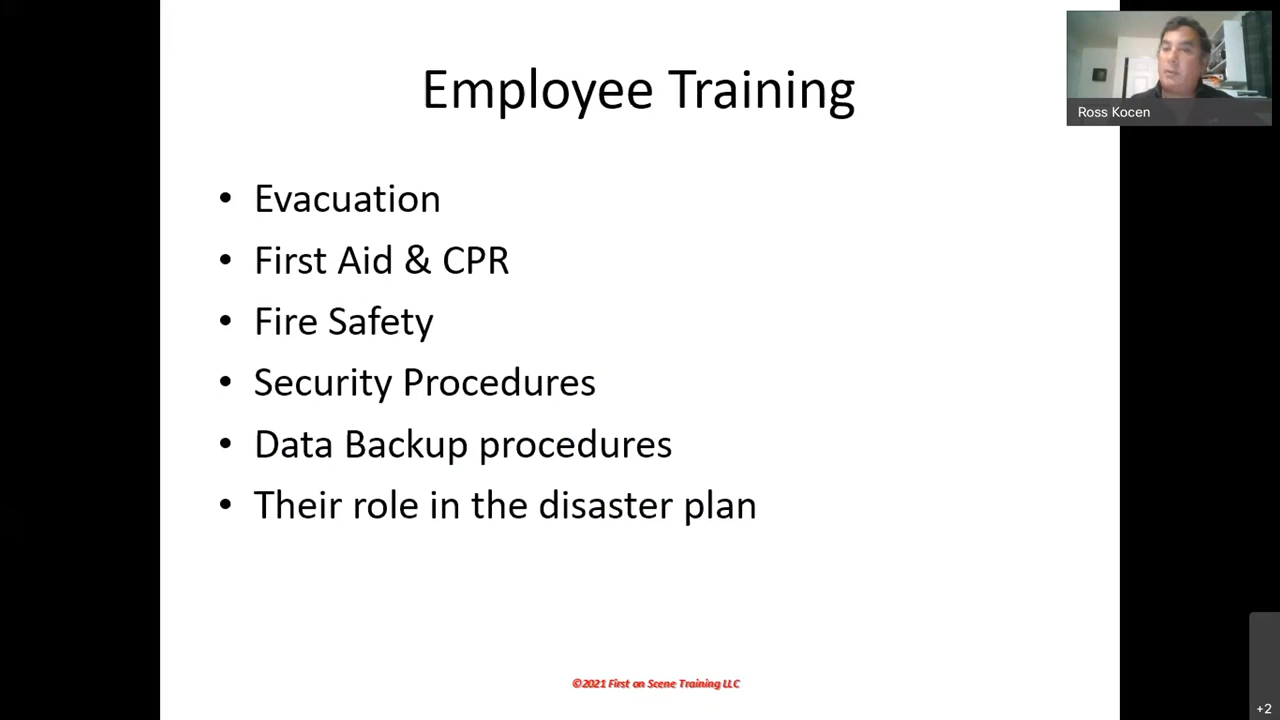 Employee Training
Ross Kocen
• Evacuation
• First Aid & CPR
• Fire Safety
• Security Procedures
• Data Backup procedures
• Their role in the disaster plan
©2021 First on Scene Training LLC
+2